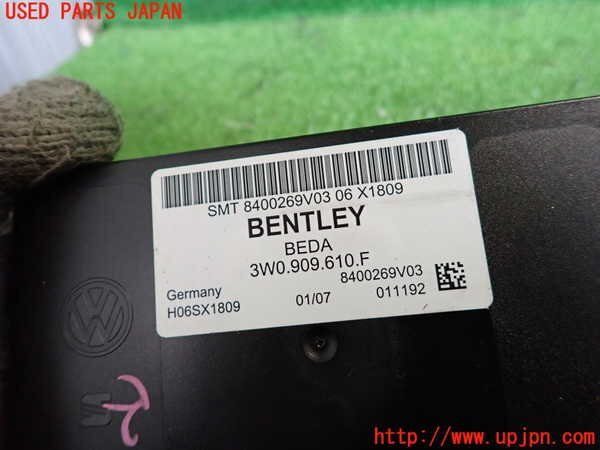 USED PARTS JAPAN
SMT 8400269V03 06 X1809
BENTLEY
BEDA
3W0.909.610.F
8400269V03
Germany 01/07 011192
H06SX1809
http://www.upjpn.com/